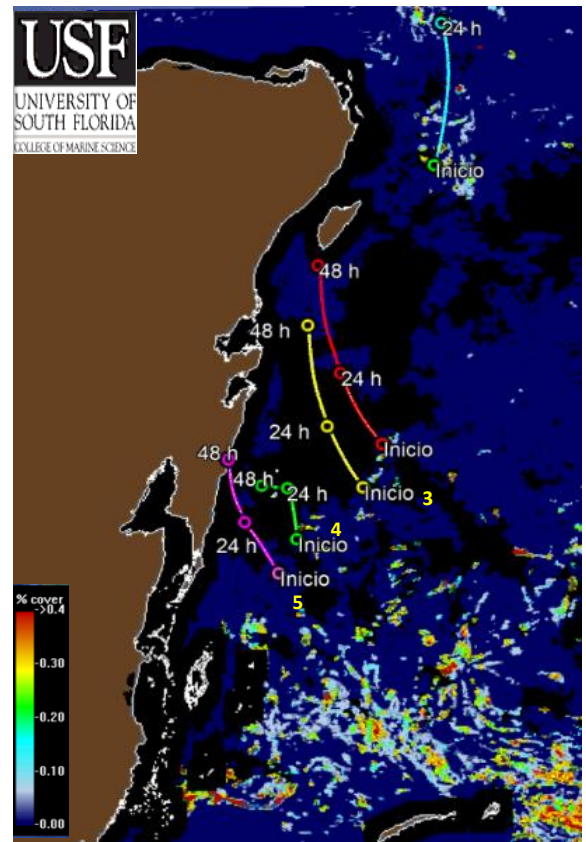 USF
UNIVERSITY OF
SOUTH FLORIDA
COLLEGE OF MARINE SCIENCE
24 h
Inicio
48 h
48 h
24 h
24 h
Inicio
48 h
48 h
24 h
Inicio
3
4
24 h
Inicio
Inicio
5
% cover
->0.4
-0.30
-0.20
-0.10
-0.00